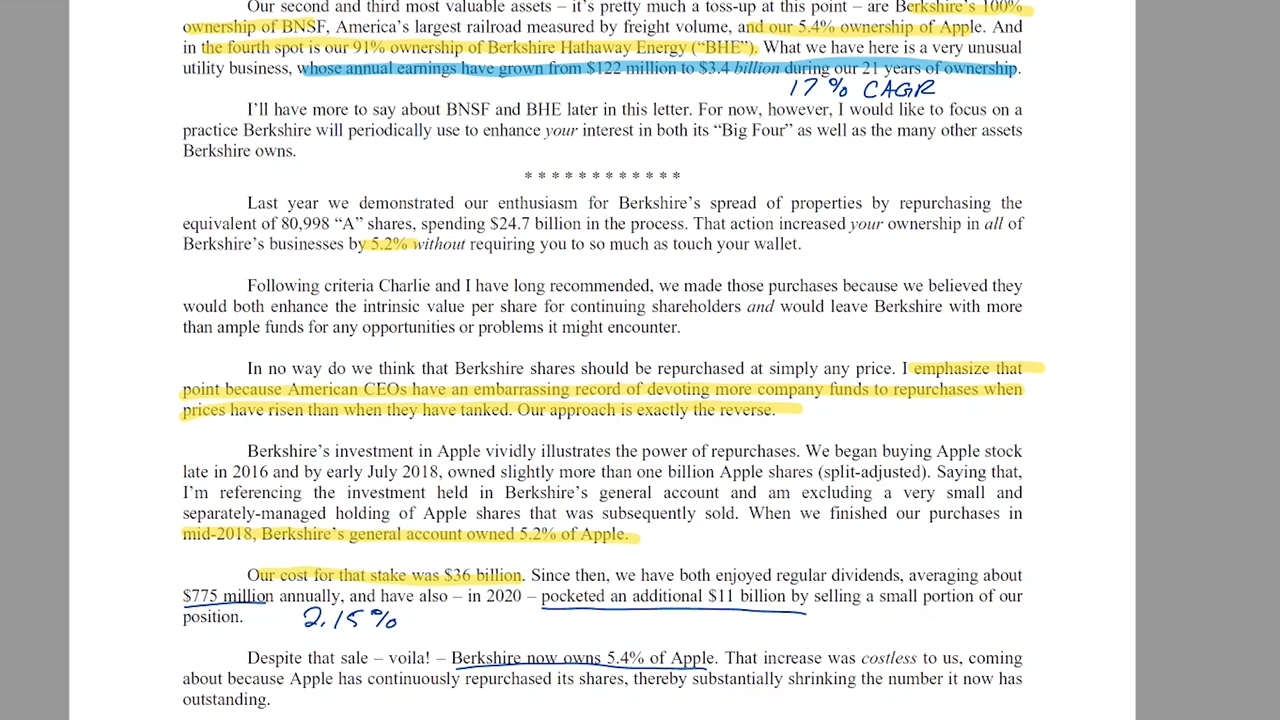 Our second and third most valuable assets – it’s pretty much a toss-up at this point – are Berkshire’s 100%
ownership of BNSF, America’s largest railroad measured by freight volume, and our 5.4% ownership of Apple. And
in the fourth spot is our 91% ownership of Berkshire Hathaway Energy (“BHE”). What we have here is a very unusual
utility business, whose annual earnings have grown from $122 million to $3.4 billion during our 21 years of ownership.
17% CAGR
I’ll have more to say about BNSF and BHE later in this letter. For now, however, I would like to focus on a
practice Berkshire will periodically use to enhance your interest in both its “Big Four” as well as the many other assets
Berkshire owns.
* * * * * * * * * * * *
Last year we demonstrated our enthusiasm for Berkshire’s spread of properties by repurchasing the
equivalent of 80,998 “A” shares, spending $24.7 billion in the process. That action increased your ownership in all of
Berkshire’s businesses by 5.2% without requiring you to so much as touch your wallet.
Following criteria Charlie and I have long recommended, we made those purchases because we believed they
would both enhance the intrinsic value per share for continuing shareholders and would leave Berkshire with more
than ample funds for any opportunities or problems it might encounter.
In no way do we think that Berkshire shares should be repurchased at simply any price. I emphasize that
point because American CEOs have an embarrassing record of devoting more company funds to repurchases when
prices have risen than when they have tanked. Our approach is exactly the reverse.
Berkshire’s investment in Apple vividly illustrates the power of repurchases. We began buying Apple stock
late in 2016 and by early July 2018, owned slightly more than one billion Apple shares (split-adjusted). Saying that,
I’m referencing the investment held in Berkshire’s general account and am excluding a very small and
separately-managed holding of Apple shares that was subsequently sold. When we finished our purchases in
mid-2018, Berkshire’s general account owned 5.2% of Apple.
Our cost for that stake was $36 billion. Since then, we have both enjoyed regular dividends, averaging about
$775 million annually, and have also – in 2020 – pocketed an additional $11 billion by selling a small portion of our
position.
2.15%
Despite that sale – voila! – Berkshire now owns 5.4% of Apple. That increase was costless to us, coming
about because Apple has continuously repurchased its shares, thereby substantially shrinking the number it now has
outstanding.